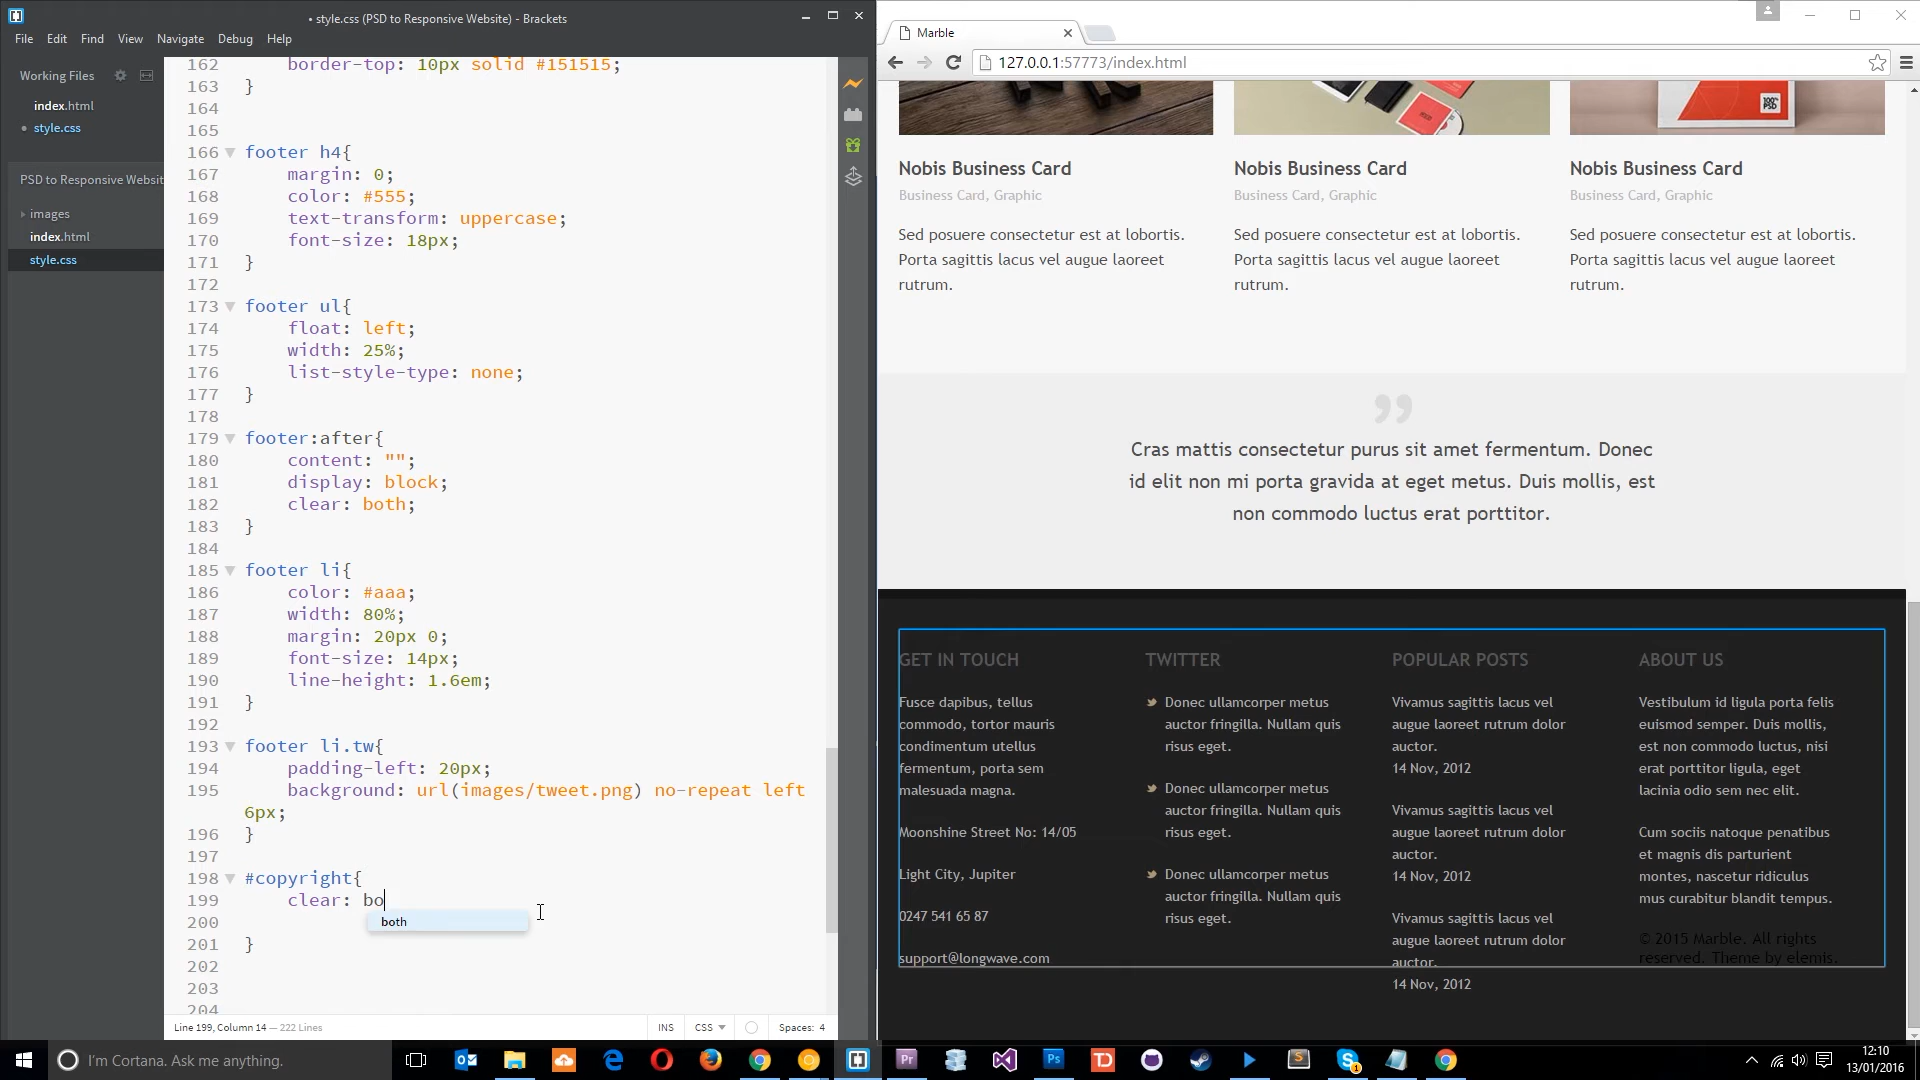 • style.css (PSD to Responsive Website) - Brackets
File Edit Find View Navigate Debug Help
Working Files
index.html
• style.css
PSD to Responsive Websit
images
index.html
style.css
162 border-top: 10px solid #151515;
163 }
164
165
166 footer h4{
167 margin: 0;
168 color: #555;
169 text-transform: uppercase;
170 font-size: 18px;
171 }
172
173 footer ul{
174 float: left;
175 width: 25%;
176 list-style-type: none;
177 }
178
179 footer:after{
180 content: "";
181 display: block;
182 clear: both;
183 }
184
185 footer li{
186 color: #aaa;
187 width: 80%;
188 margin: 20px 0;
189 font-size: 14px;
190 line-height: 1.6em;
191 }
192
193 footer li.tw{
194 padding-left: 20px;
195 background: url(images/tweet.png) no-repeat left
6px;
196 }
197
198 #copyright{
199 clear: bo
both
200
201 }
202
203
204
Line 199, Column 14 — 222 Lines
INS CSS Spaces: 4
Marble
127.0.0.1:57773/index.html
100%
PSD
Nobis Business Card
Business Card, Graphic
Sed posuere consectetur est at lobortis.
Porta sagittis lacus vel augue laoreet
rutrum.
Nobis Business Card
Business Card, Graphic
Sed posuere consectetur est at lobortis.
Porta sagittis lacus vel augue laoreet
rutrum.
Nobis Business Card
Business Card, Graphic
Sed posuere consectetur est at lobortis.
Porta sagittis lacus vel augue laoreet
rutrum.
”
Cras mattis consectetur purus sit amet fermentum. Donec
id elit non mi porta gravida at eget metus. Duis mollis, est
non commodo luctus erat porttitor.
GET IN TOUCH
Fusce dapibus, tellus
commodo, tortor mauris
condimentum utellus
fermentum, porta sem
malesuada magna.
Moonshine Street No: 14/05
Light City, Jupiter
0247 541 65 87
support@longwave.com
TWITTER
Donec ullamcorper metus
auctor fringilla. Nullam quis
risus eget.
Donec ullamcorper metus
auctor fringilla. Nullam quis
risus eget.
Donec ullamcorper metus
auctor fringilla. Nullam quis
risus eget.
POPULAR POSTS
Vivamus sagittis lacus vel
augue laoreet rutrum dolor
auctor.
14 Nov, 2012
Vivamus sagittis lacus vel
augue laoreet rutrum dolor
auctor.
14 Nov, 2012
Vivamus sagittis lacus vel
augue laoreet rutrum dolor
auctor.
14 Nov, 2012
ABOUT US
Vestibulum id ligula porta felis
euismod semper. Duis mollis,
est non commodo luctus, nisi
erat porttitor ligula, eget
lacinia odio sem nec elit.
Cum sociis natoque penatibus
et magnis dis parturient
montes, nascetur ridiculus
mus curabitur blandit tempus.
© 2015 Marble. All rights
reserved. Theme by elemis.
I'm Cortana. Ask me anything.
Pr
Ps
TD
S
1
12:10
13/01/2016